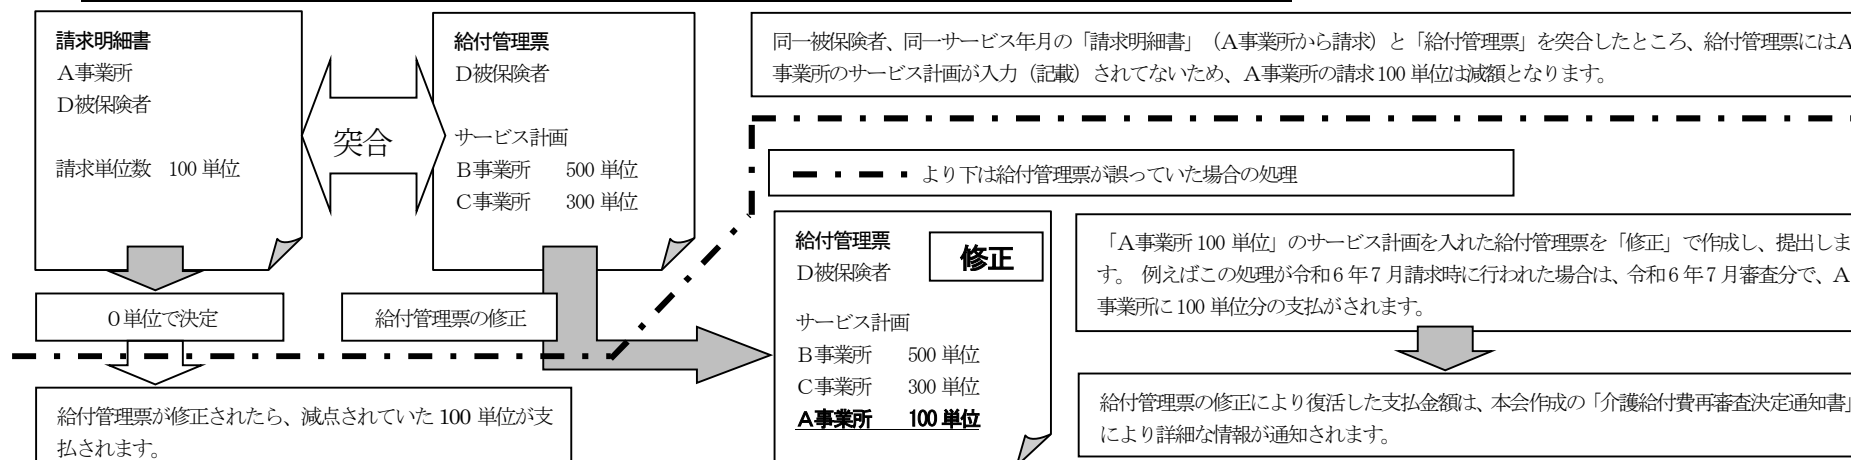 請求明細書
A事業所
D被保険者
請求単位数　100 単位
突合
給付管理票
D被保険者
サービス計画
B事業所　　500 単位
C事業所　　300 単位
同一被保険者、同一サービス年月の「請求明細書」（A事業所から請求）と「給付管理票」を突合したところ、給付管理票にはA
事業所のサービス計画が入力（記載）されてないため、A事業所の請求100 単位は減額となります。
より下は給付管理票が誤っていた場合の処理
0単位で決定
給付管理票の修正
給付管理票が修正されたら、減点されていた 100 単位が支
払されます。
給付管理票
修正
D被保険者
サービス計画
B事業所　　500 単位
C事業所　　300 単位
A事業所　　100 単位
「A事業所 100 単位」のサービス計画を入れた給付管理票を「修正」で作成し、提出しま
す。 例えばこの処理が令和6年7月請求時に行われた場合は、令和6年7月審査分で、A
事業所に 100 単位分の支払がされます。
給付管理票の修正により復活した支払金額は、本会作成の「介護給付費再審査決定通知書」
により詳細な情報が通知されます。